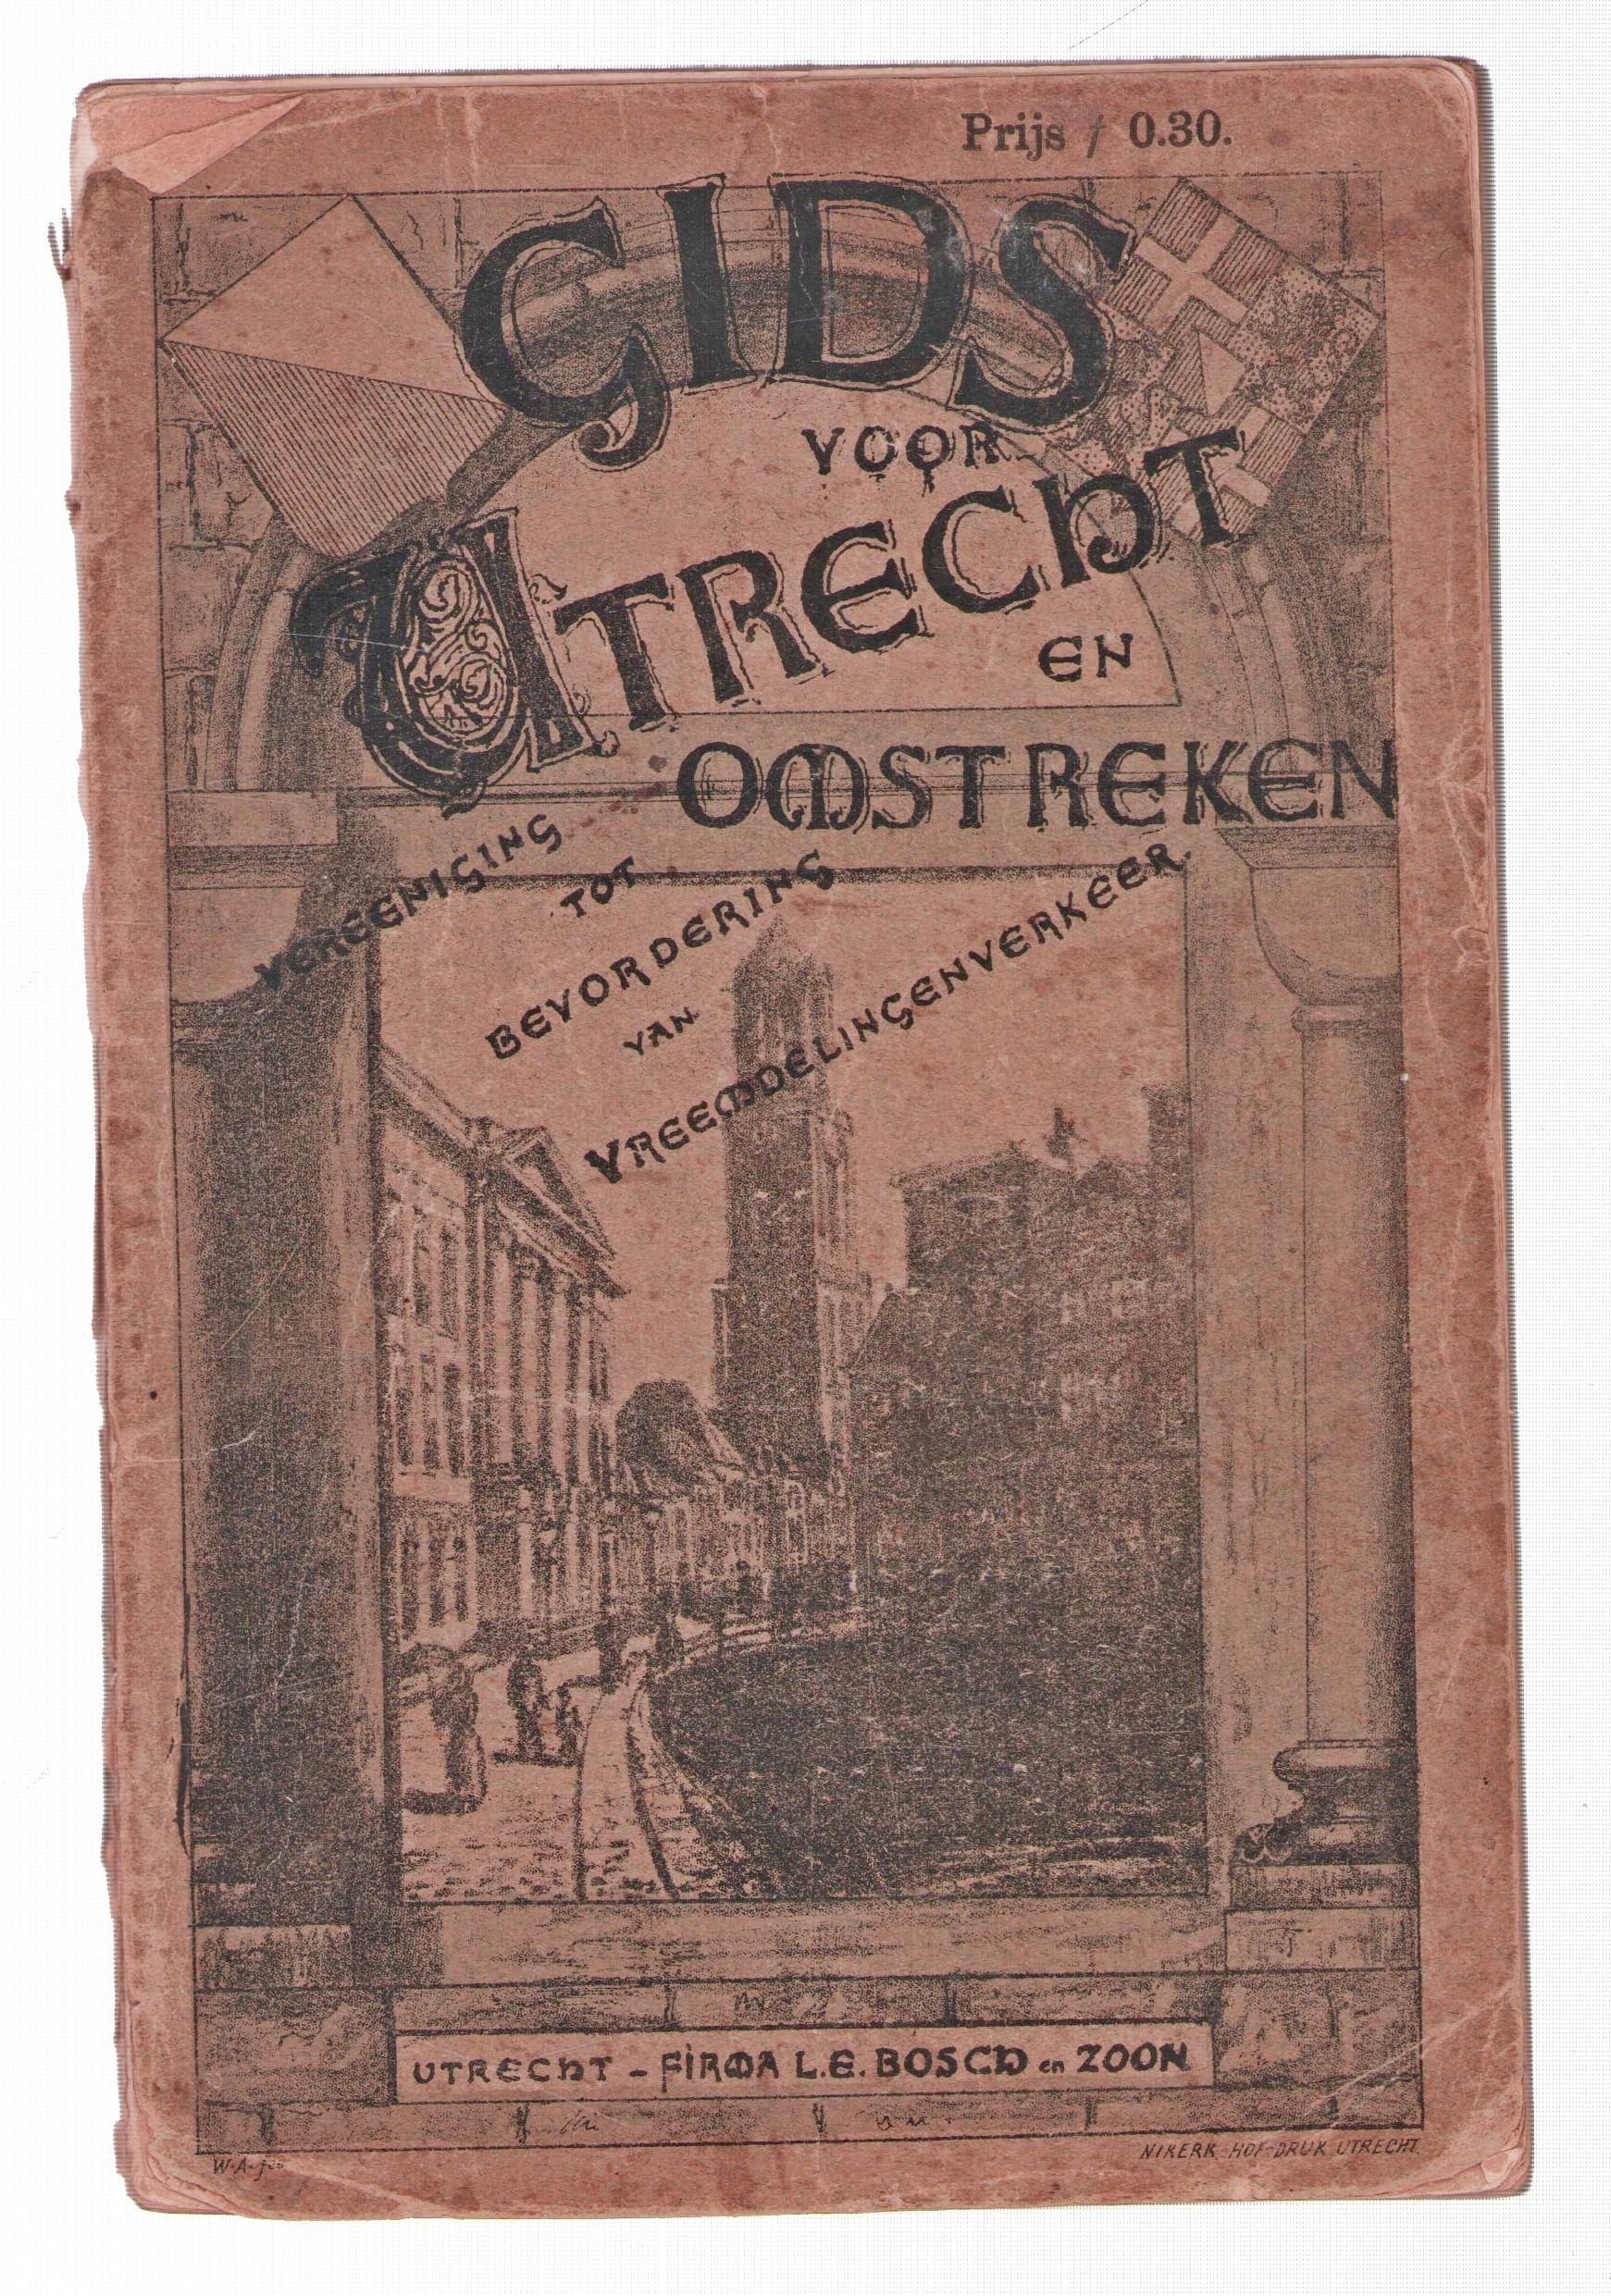 Prijs f 0.30.
GIDS
VOOR
UTRECHT
EN
OMSTREKEN
VEREENIGING
TOT
BEVORDERING
VAN
VREEMDELINGENVERKEER.
UTRECHT - FIRMA L.E. BOSCH en ZOON
W.A. fec
NIKERK HOF-DRUK UTRECHT.